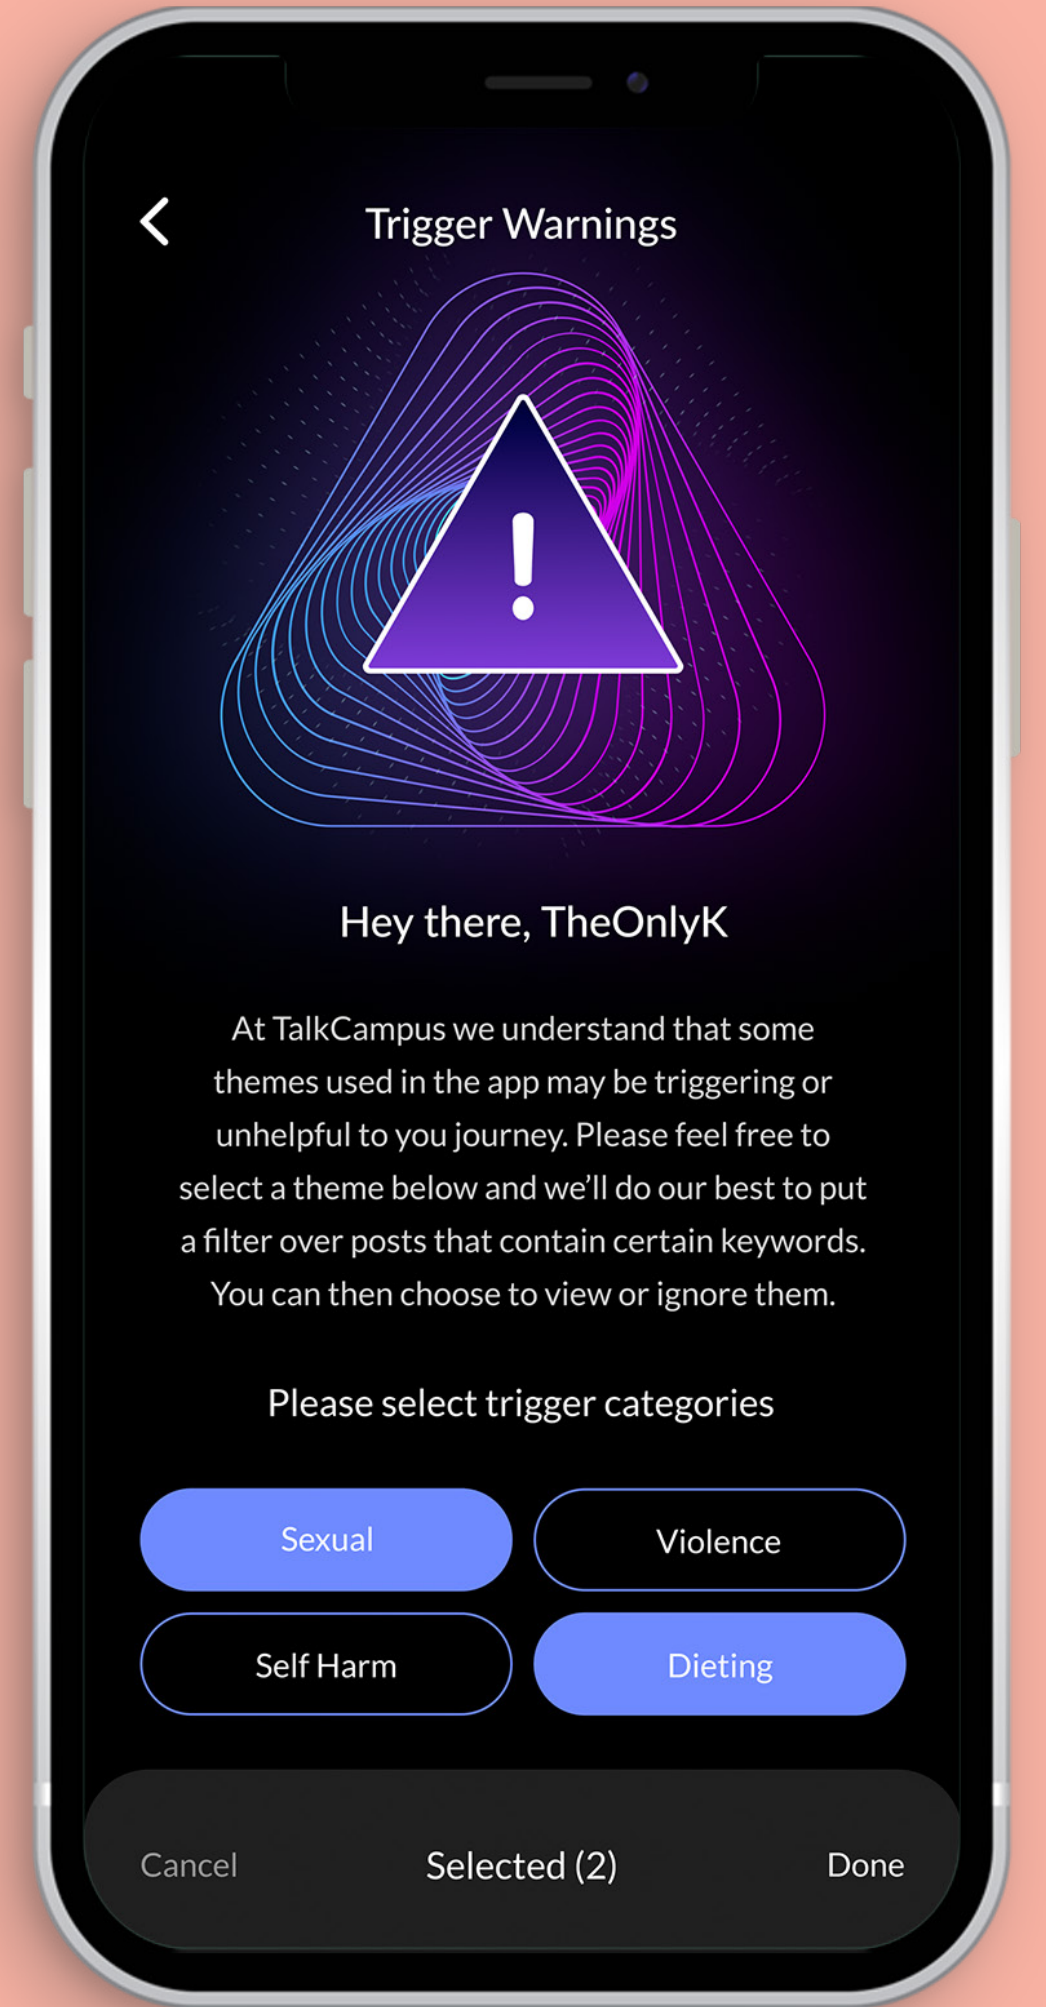 Trigger Warnings
!
Hey there, TheOnlyK
At TalkCampus we understand that some
themes used in the app may be triggering or
unhelpful to you journey. Please feel free to
select a theme below and we’ll do our best to put
a filter over posts that contain certain keywords.
You can then choose to view or ignore them.
Please select trigger categories
Sexual
Violence
Self Harm
Dieting
Cancel
Selected (2)
Done